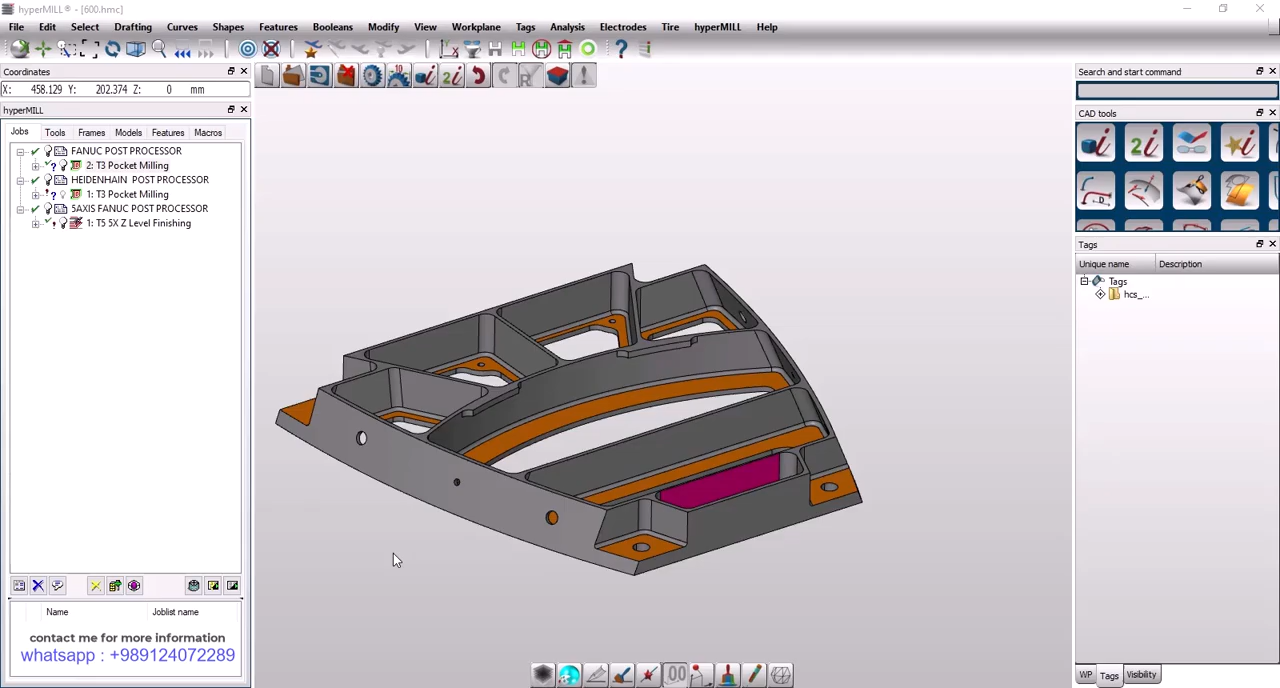 hyperMILL® - [600.hmc]
File Edit Select Drafting Curves Shapes Features Booleans Modify View Workplane Tags Analysis Electrodes Tire hyperMILL Help
Coordinates
X: 458.129 Y: 202.374 Z: 0 mm
hyperMILL
Jobs Tools Frames Models Features Macros
FANUC POST PROCESSOR
2: T3 Pocket Milling
HEIDENHAIN POST PROCESSOR
1: T3 Pocket Milling
5AXIS FANUC POST PROCESSOR
1: T5 5X Z Level Finishing
Name Joblist name
contact me for more information
whatsapp : +989124072289
Search and start command
CAD tools
Tags
Unique name Description
Tags
hcs_...
WP Tags Visibility